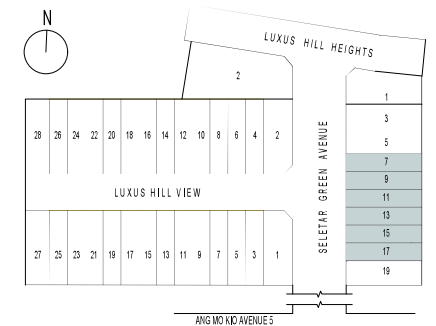 N
LUXUS HILL HEIGHTS
2
1
3
5
28 26 24 22 20 18 16 14 12 10 8 6 4 2
7
9
LUXUS HILL VIEW
SELETAR GREEN AVENUE
11
13
15
27 25 23 21 19 17 15 13 11 9 7 5 3 1
17
19
ANG MO KIO AVENUE 5